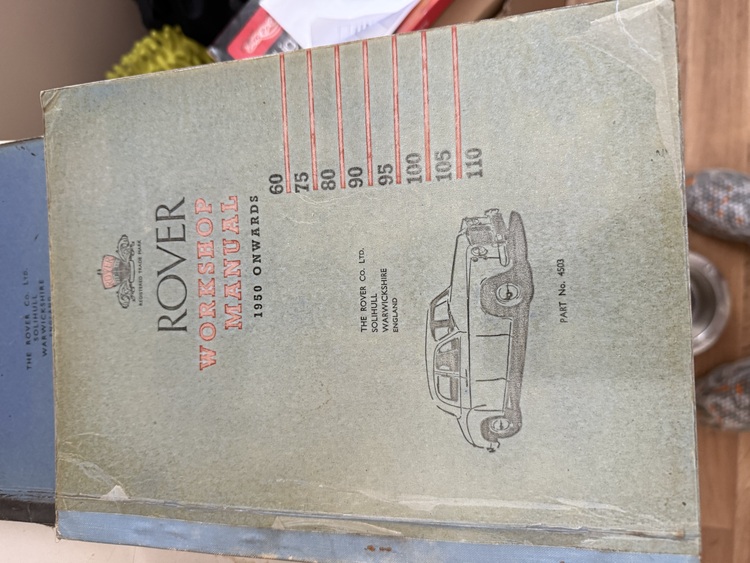 ROVER
REGISTERED TRADE MARK
ROVER
WORKSHOP
MANUAL
1950 ONWARDS
60
75
80
90
95
100
105
110
THE ROVER CO. LTD.
SOLIHULL
WARWICKSHIRE
ENGLAND
PART No. 4503
THE ROVER Co. LTD.
SOLIHULL
WARWICKSHIRE